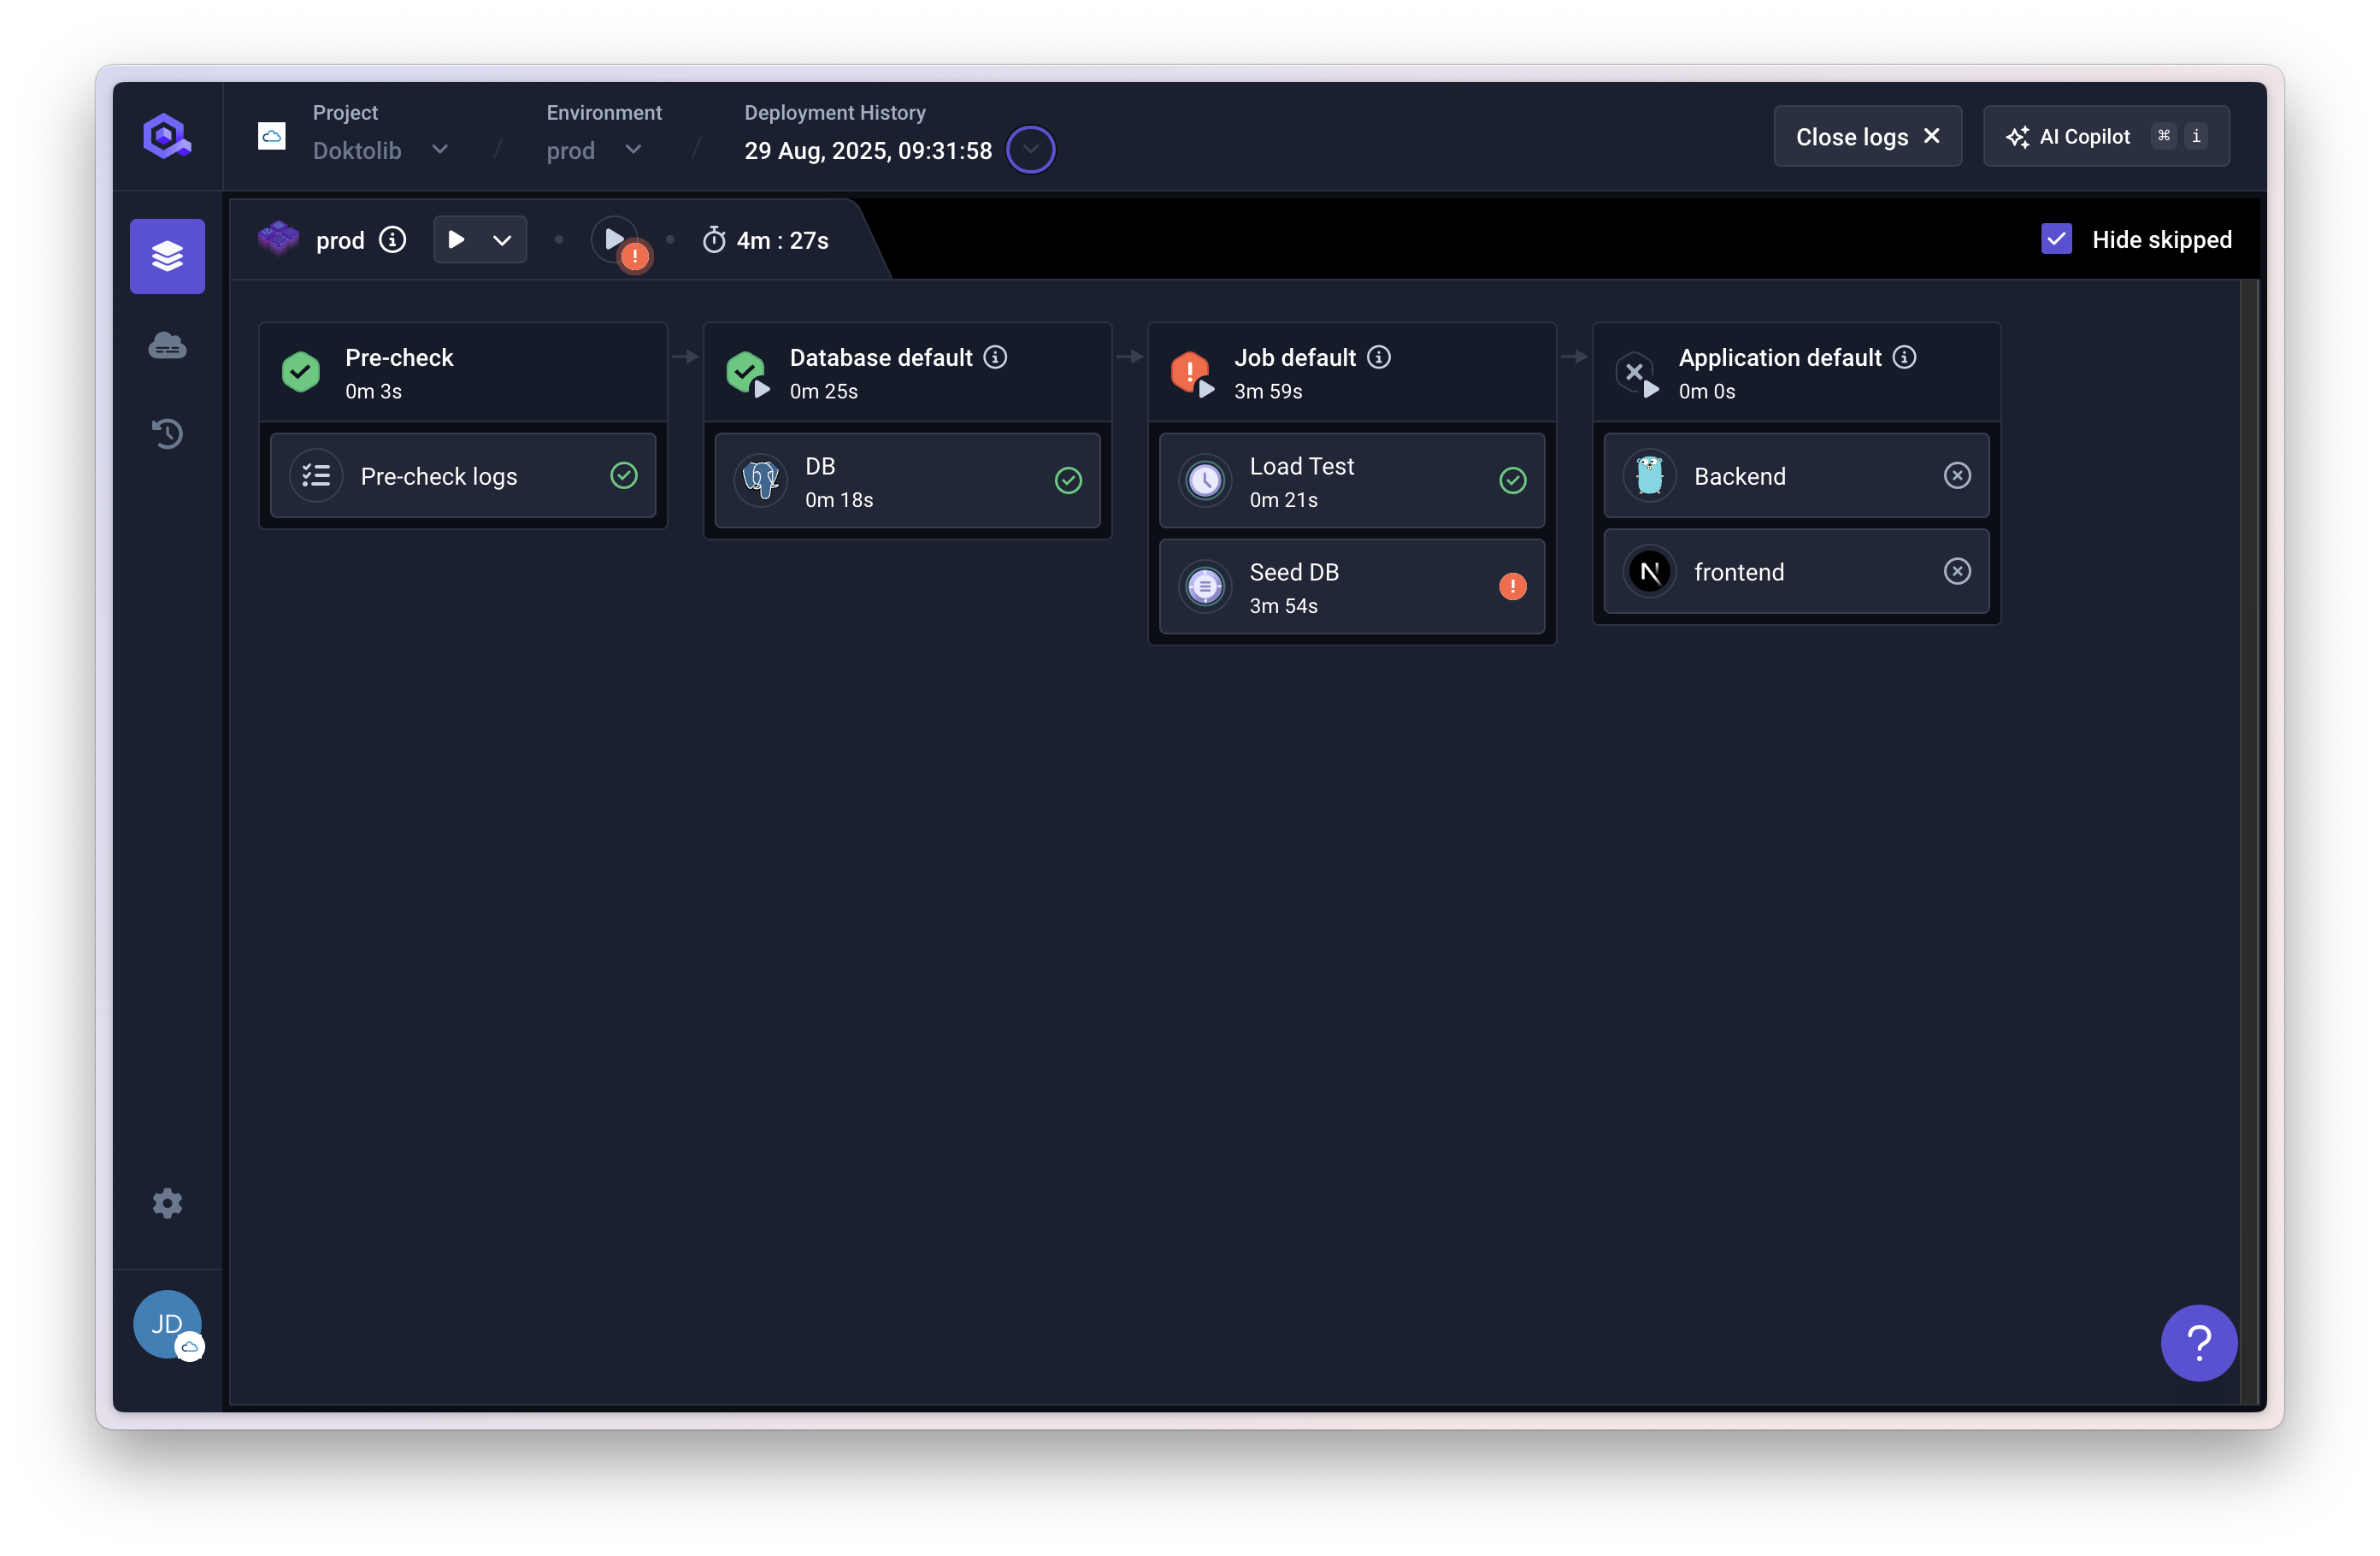 Project
Doktolib
/
Environment
prod
/
Deployment History
29 Aug, 2025, 09:31:58
Close logs
AI Copilot ⌘ i
prod
4m : 27s
Hide skipped
Pre-check
0m 3s
Pre-check logs
Database default
0m 25s
DB
0m 18s
Job default
3m 59s
Load Test
0m 21s
Seed DB
3m 54s
Application default
0m 0s
Backend
N
frontend
JD
?